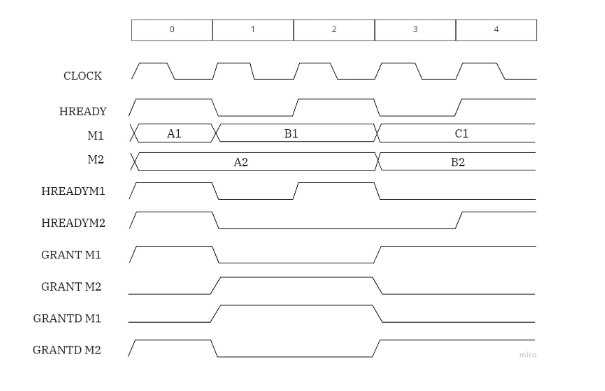 0 1 2 3 4
CLOCK
HREADY
M1 A1 B1 C1
M2 A2 B2
HREADYM1
HREADYM2
GRANT M1
GRANT M2
GRANTD M1
GRANTD M2
miro